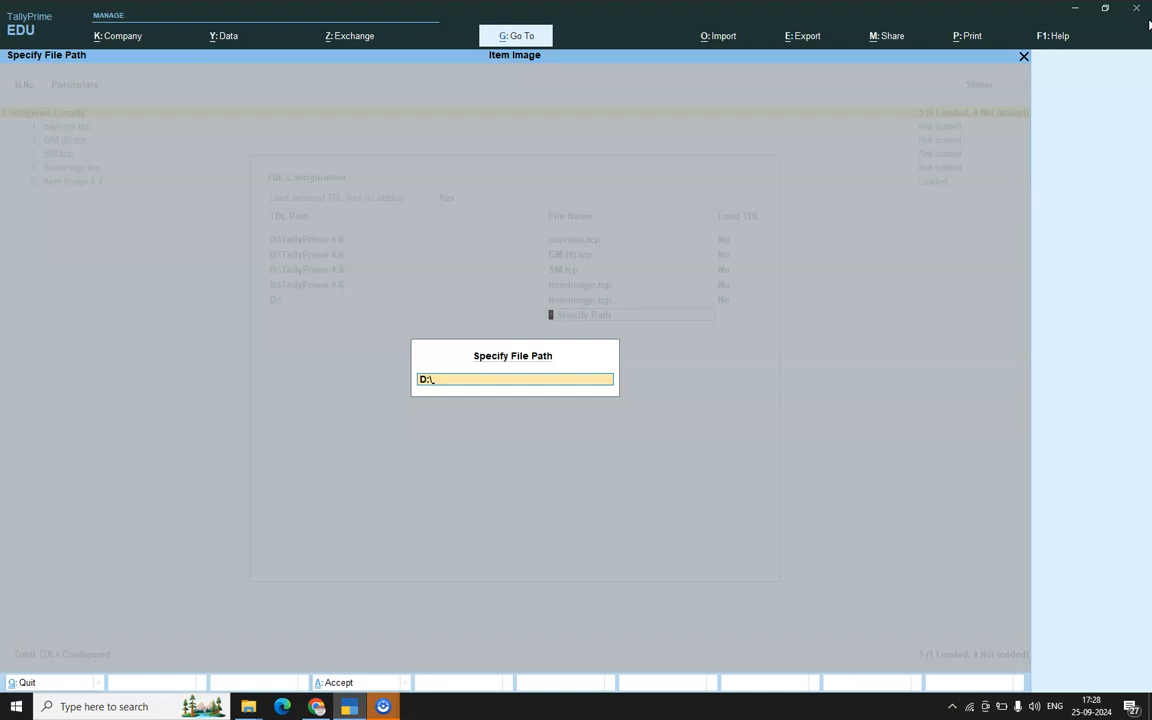 TallyPrime
EDU
MANAGE
K: Company
Y: Data
Z: Exchange
G: Go To
O: Import
E: Export
M: Share
P: Print
F1: Help
Specify File Path
Item Image
Sl.No. Particulars Status
Configured Locally 5 (1 Loaded, 4 Not loaded)
1 Not loaded
2 GM (8).tcp Not loaded
3 SM.tcp Not loaded
4 ItemImage.tcp Not loaded
5 Item Image 4.0 Loaded
TDL Configuration
Load selected TDL files on startup Yes
TDL Path File Name Load TDL
D:\TallyPrime 4.0 No
D:\TallyPrime 4.0 GM (8).tcp No
D:\TallyPrime 4.0 SM.tcp No
D:\TallyPrime 4.0 ItemImage.tcp No
D:\ ItemImage.tcp No
Specify Path
Specify File Path
D:\
Total TDLs Configured 5 (1 Loaded, 4 Not loaded)
Q: Quit
A: Accept
Type here to search
ENG
17:28
25-09-2024
27